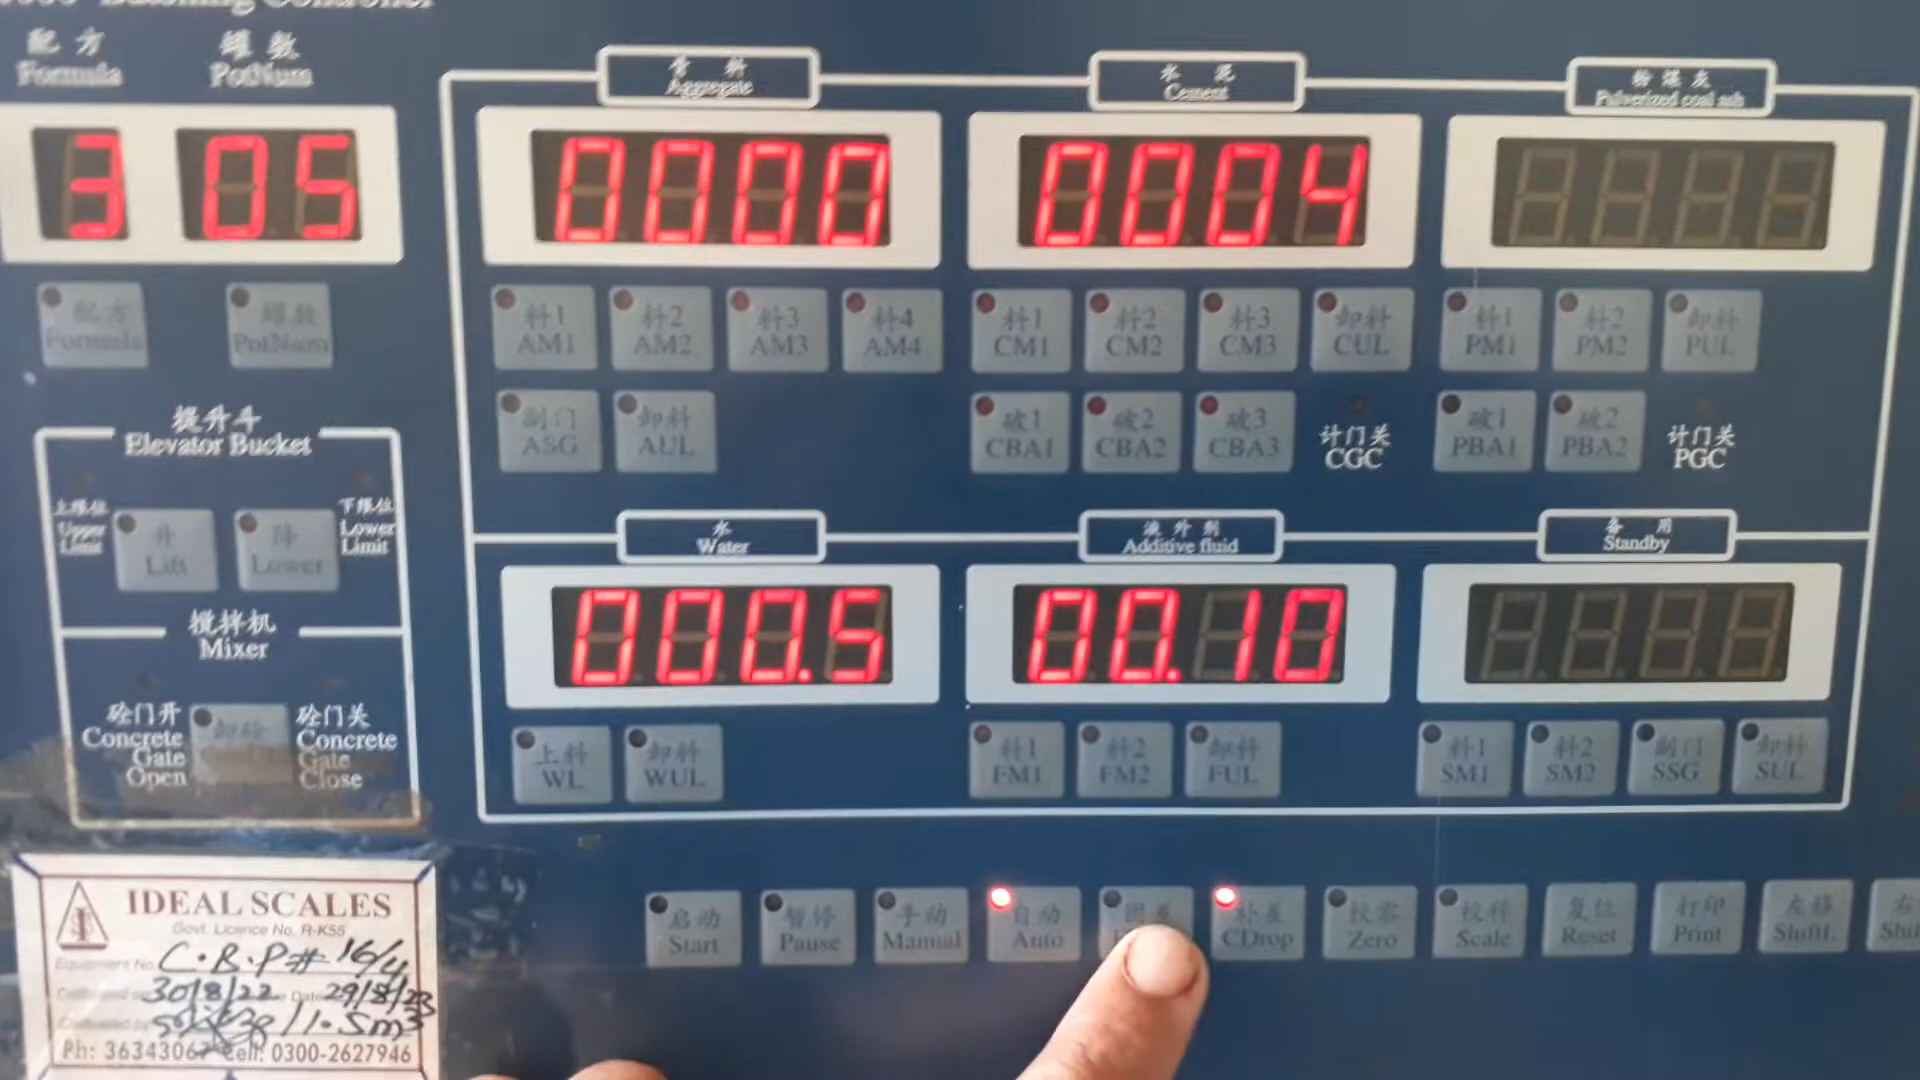 Batching Controller
配方
Formula
罐数
PotNum
3
05
骨料
Aggregate
0000
水泥
Cement
0004
粉煤灰
Pulverized coal ash
配方
Formula
罐数
PotNum
料1
AM1
料2
AM2
料3
AM3
料4
AM4
料1
CM1
料2
CM2
料3
CM3
卸料
CUL
料1
PM1
料2
PM2
卸料
PUL
副门
ASG
卸料
AUL
破1
CBA1
破2
CBA2
破3
CBA3
计门关
CGC
破1
PBA1
破2
PBA2
计门关
PGC
提升斗
Elevator Bucket
上限位
Upper
Limit
升
Lift
降
Lower
下限位
Lower
Limit
搅拌机
Mixer
砼门开
Concrete
Gate
Open
卸砼
砼门关
Concrete
Gate
Close
水
Water
000.5
液外剂
Additive fluid
00.10
备用
Standby
上料
WL
卸料
WUL
料1
FM1
料2
FM2
卸料
FUL
料1
SM1
料2
SM2
副门
SSG
卸料
SUL
启动
Start
暂停
Pause
手动
Manual
自动
Auto
补差
CDrop
校零
Zero
校秤
Scale
复位
Reset
打印
Print
左移
ShiftL
右
IDEAL SCALES
Govt. Licence No. R-K55
Equipment No. C.B.P # 16/4
30/8/22 Date 29/8/23
1.5m3
Ph: 36343067 Cell: 0300-2627946